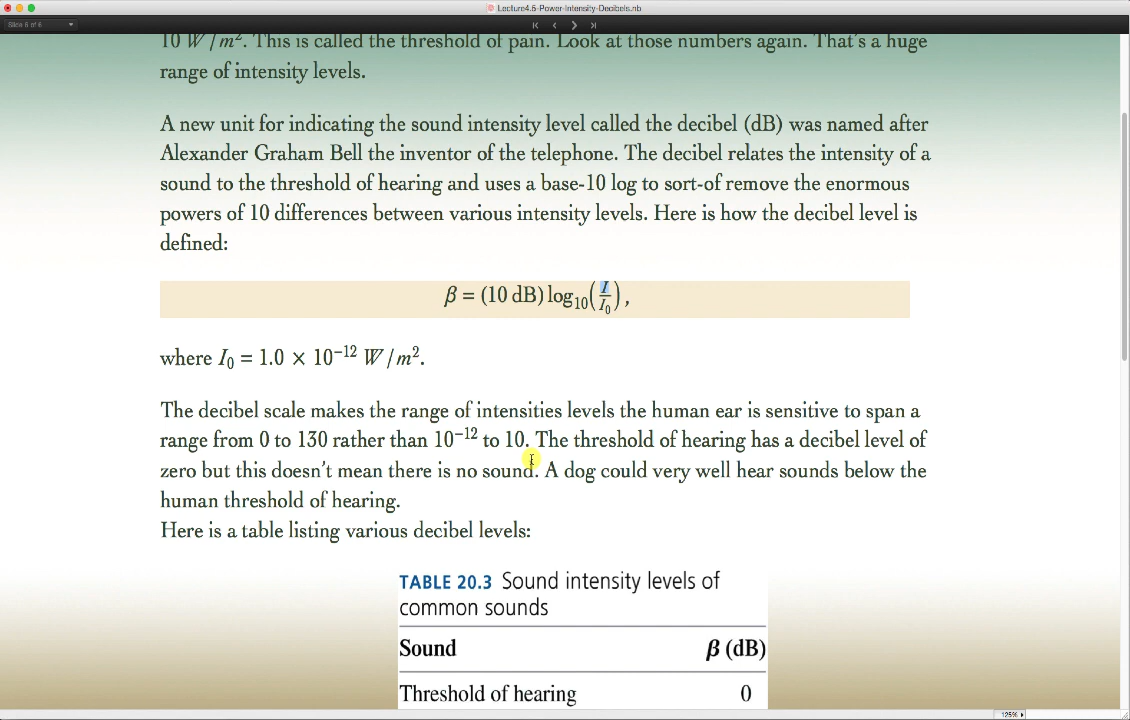 Lecture4.5-Power-Intensity-Decibels.nb
Slide 6 of 6
10 W/m². This is called the threshold of pain. Look at those numbers again. That's a huge
range of intensity levels.
A new unit for indicating the sound intensity level called the decibel (dB) was named after
Alexander Graham Bell the inventor of the telephone. The decibel relates the intensity of a
sound to the threshold of hearing and uses a base-10 log to sort-of remove the enormous
powers of 10 differences between various intensity levels. Here is how the decibel level is
defined:
β = (10 dB) log₁₀(I/I₀),
where I₀ = 1.0 × 10⁻¹² W/m².
The decibel scale makes the range of intensities levels the human ear is sensitive to span a
range from 0 to 130 rather than 10⁻¹² to 10. The threshold of hearing has a decibel level of
zero but this doesn't mean there is no sound. A dog could very well hear sounds below the
human threshold of hearing.
Here is a table listing various decibel levels:
TABLE 20.3 Sound intensity levels of
common sounds
Sound β (dB)
Threshold of hearing 0
125%